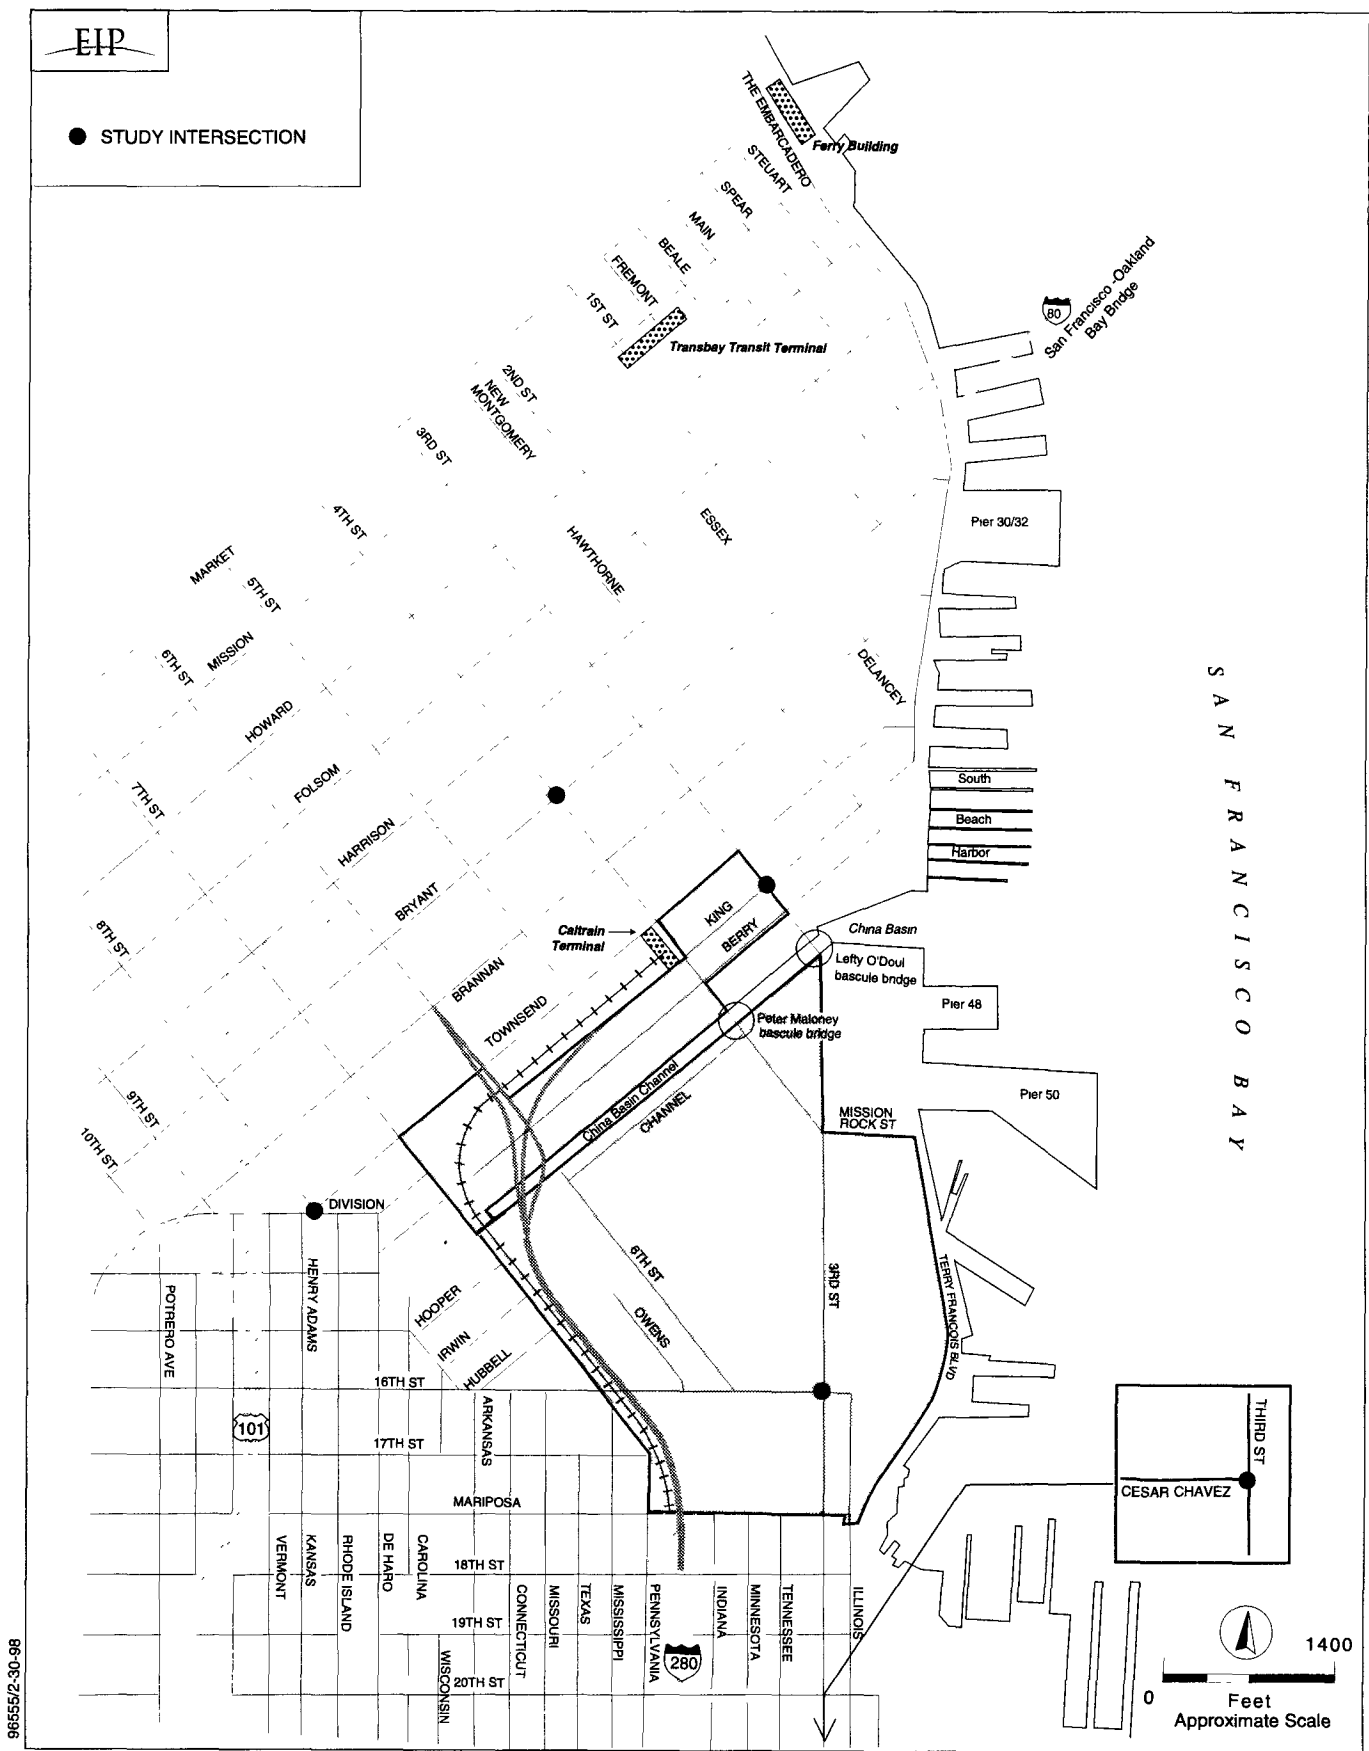 EIP
STUDY INTERSECTION
THE EMBARCADERO
Ferry Building
STEUART
SPEAR
MAIN
BEALE
FREMONT
1ST ST
Transbay Transit Terminal
80
San Francisco -Oakland
Bay Bridge
2ND ST
NEW
MONTGOMERY
3RD ST
4TH ST
ESSEX
HAWTHORNE
Pier 30/32
MARKET
5TH ST
MISSION
6TH ST
DELANCEY
HOWARD
FOLSOM
7TH ST
HARRISON
BRYANT
South
Beach
Harbor
SAN FRANCISCO BAY
8TH ST
KING
BERRY
Caltrain
Terminal
China Basin
Lefty O'Doul
bascule bridge
BRANNAN
TOWNSEND
Pier 48
Peter Maloney
bascule bridge
9TH ST
10TH ST
China Basin Channel
CHANNEL
Pier 50
MISSION
ROCK ST
DIVISION
6TH ST
3RD ST
TERRY FRANCOIS BLVD
POTRERO AVE
HENRY ADAMS
HOOPER
IRWIN
HUBBELL
OWENS
16TH ST
101
17TH ST
ARKANSAS
THIRD ST
CESAR CHAVEZ
MARIPOSA
VERMONT
KANSAS
RHODE ISLAND
DE HARO
CAROLINA
18TH ST
CONNECTICUT
MISSOURI
TEXAS
MISSISSIPPI
PENNSYLVANIA
INDIANA
MINNESOTA
TENNESSEE
ILLINOIS
19TH ST
WISCONSIN
280
20TH ST
1400
0
Feet
Approximate Scale
96555/2-30-98